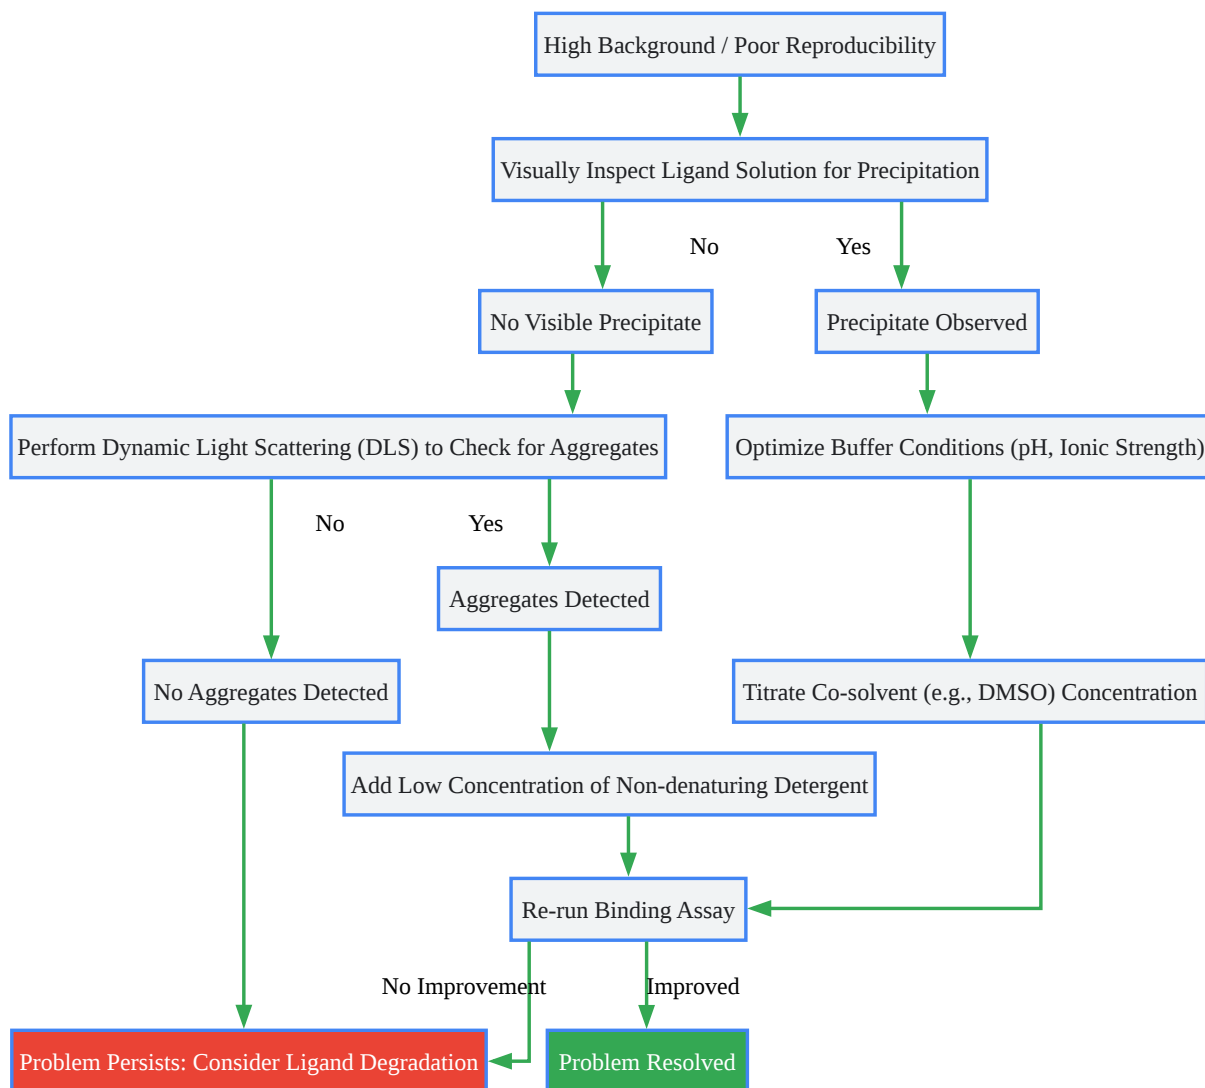 High Background / Poor Reproducibility
Visually Inspect Ligand Solution for Precipitation
No
Yes
No Visible Precipitate
Precipitate Observed
Perform Dynamic Light Scattering (DLS) to Check for Aggregates
Optimize Buffer Conditions (pH, Ionic Strength)
No
Yes
Aggregates Detected
No Aggregates Detected
Titrate Co-solvent (e.g., DMSO) Concentration
Add Low Concentration of Non-denaturing Detergent
Re-run Binding Assay
No Improvement
Improved
Problem Persists: Consider Ligand Degradation
Problem Resolved